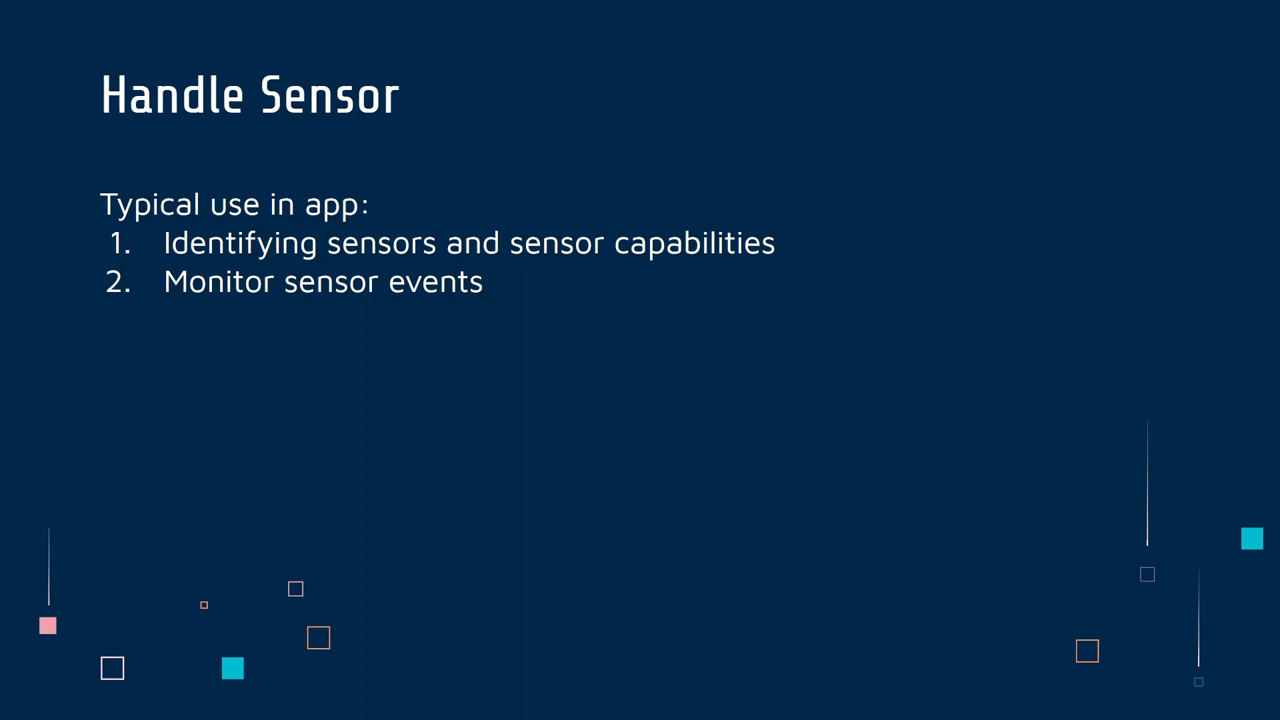 Handle Sensor
Typical use in app:
1. Identifying sensors and sensor capabilities
2. Monitor sensor events